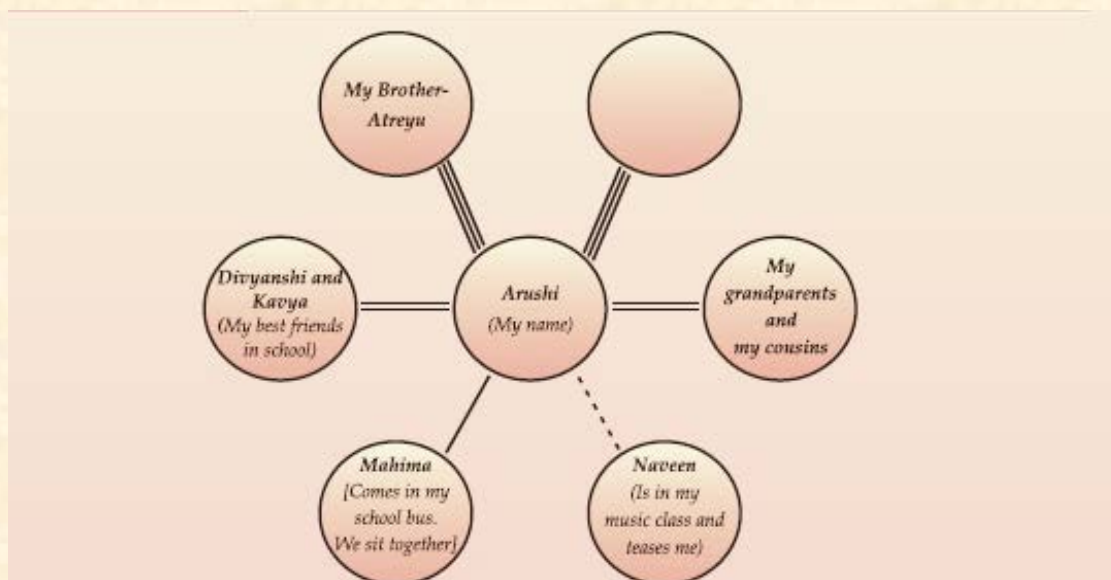 My Brother-
Atreyu
Divyanshi and
Kavya
(My best friends
in school)
Arushi
(My name)
My
grandparents
and
my cousins
Mahima
[Comes in my
school bus.
We sit together]
Naveen
(Is in my
music class and
teases me)